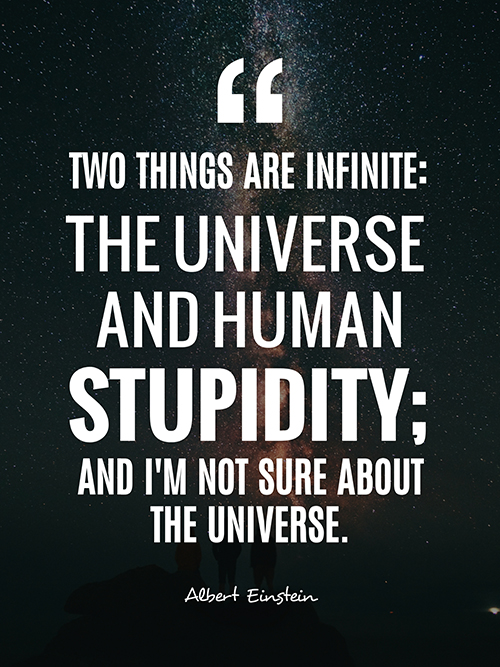 “
TWO THINGS ARE INFINITE:
THE UNIVERSE
AND HUMAN
STUPIDITY;
AND I'M NOT SURE ABOUT
THE UNIVERSE.
Albert Einstein